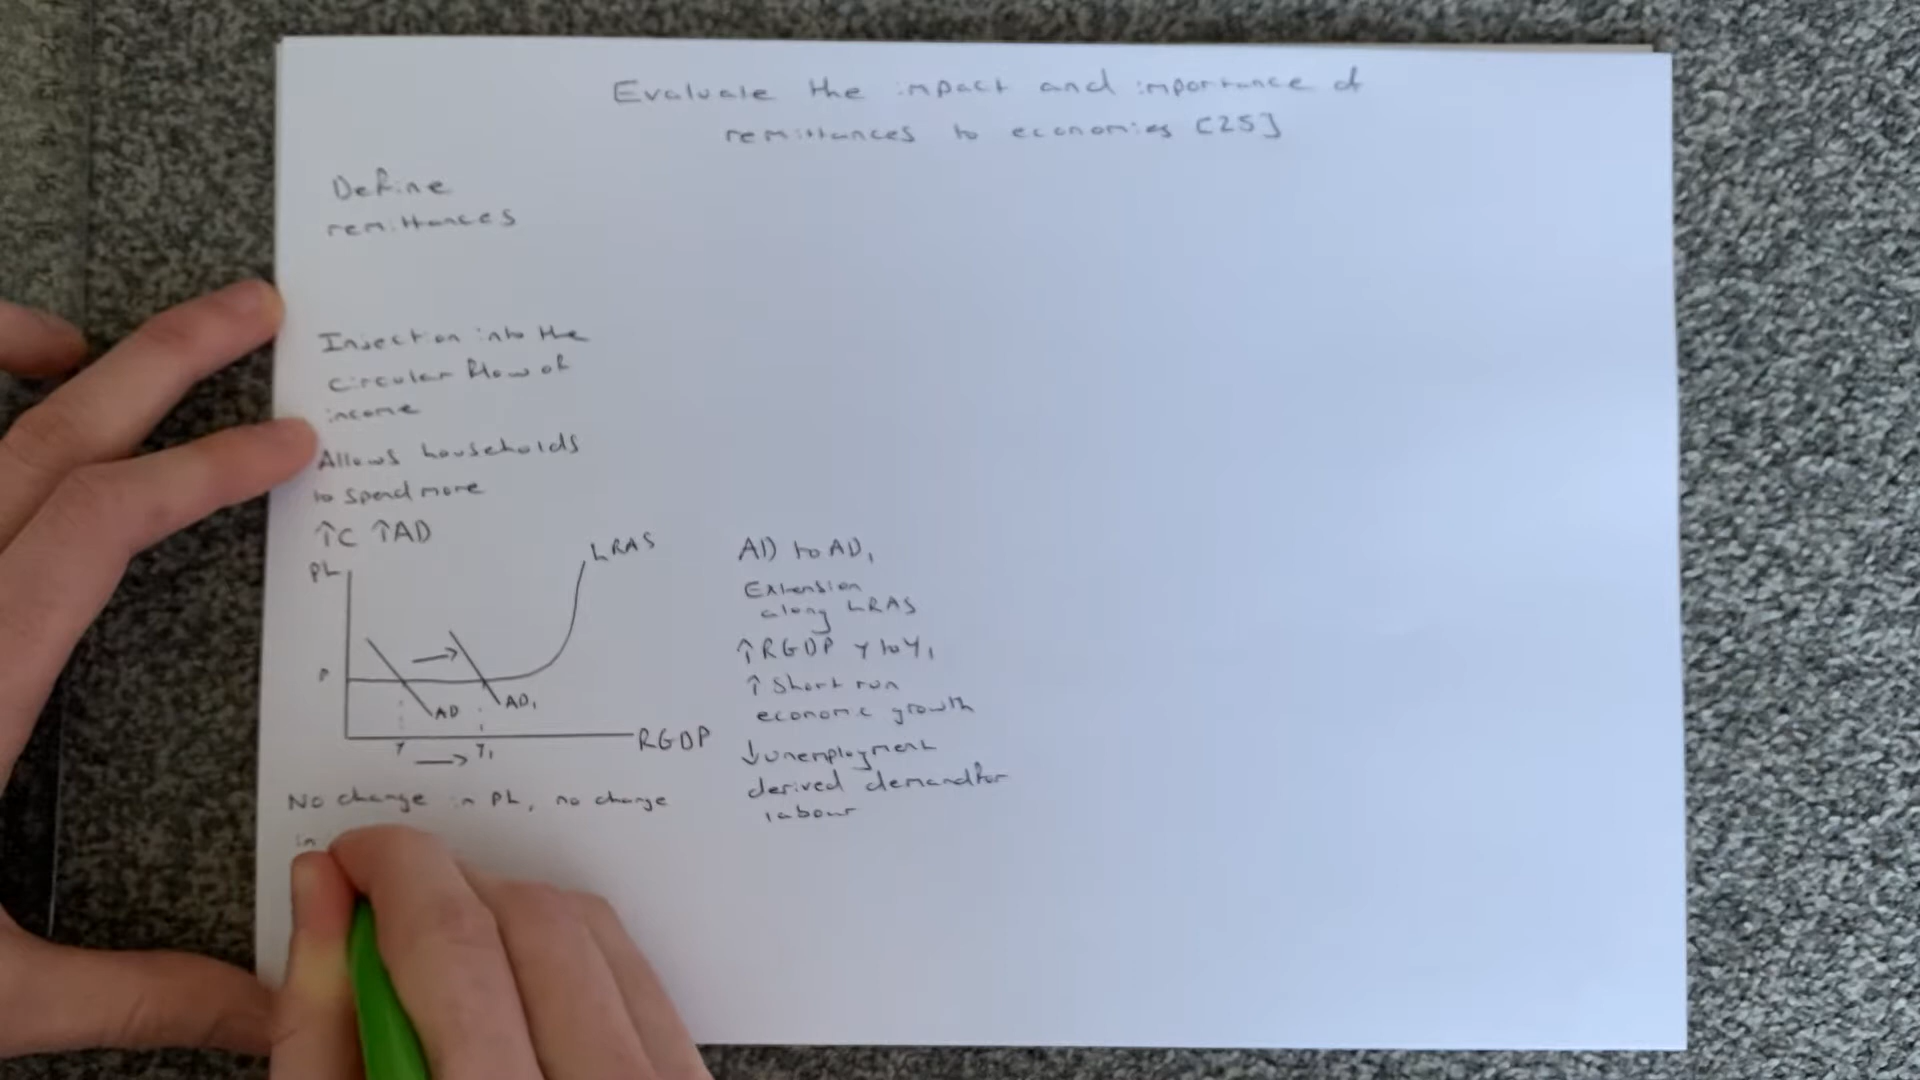 Evaluate the impact and importance of
remittances to economies [25]
Define
remittances
Injection into the
circular flow of
income
Allows households
to spend more
↑C ↑AD
PL
LRAS
P
AD
AD₁
Y
Y₁
RGDP
No change in PL, no change
in
AD to AD₁
Extension
along LRAS
↑RGDP Y to Y₁
↑ Short run
economic growth
↓unemployment
derived demand for
labour